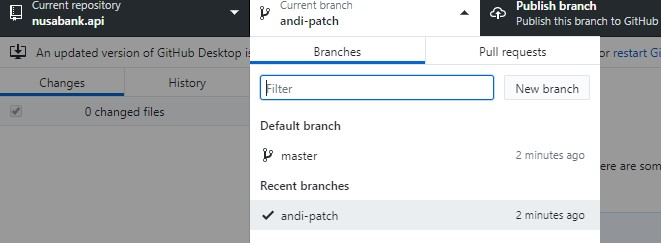 Current repository
nusabank.api
Current branch
andi-patch
Publish branch
Publish this branch to GitHub
An updated version of GitHub Desktop is
or restart Gi
Branches
Pull requests
Changes
History
Filter
New branch
0 changed files
Default branch
master
2 minutes ago
ere are som
Recent branches
andi-patch
2 minutes ago